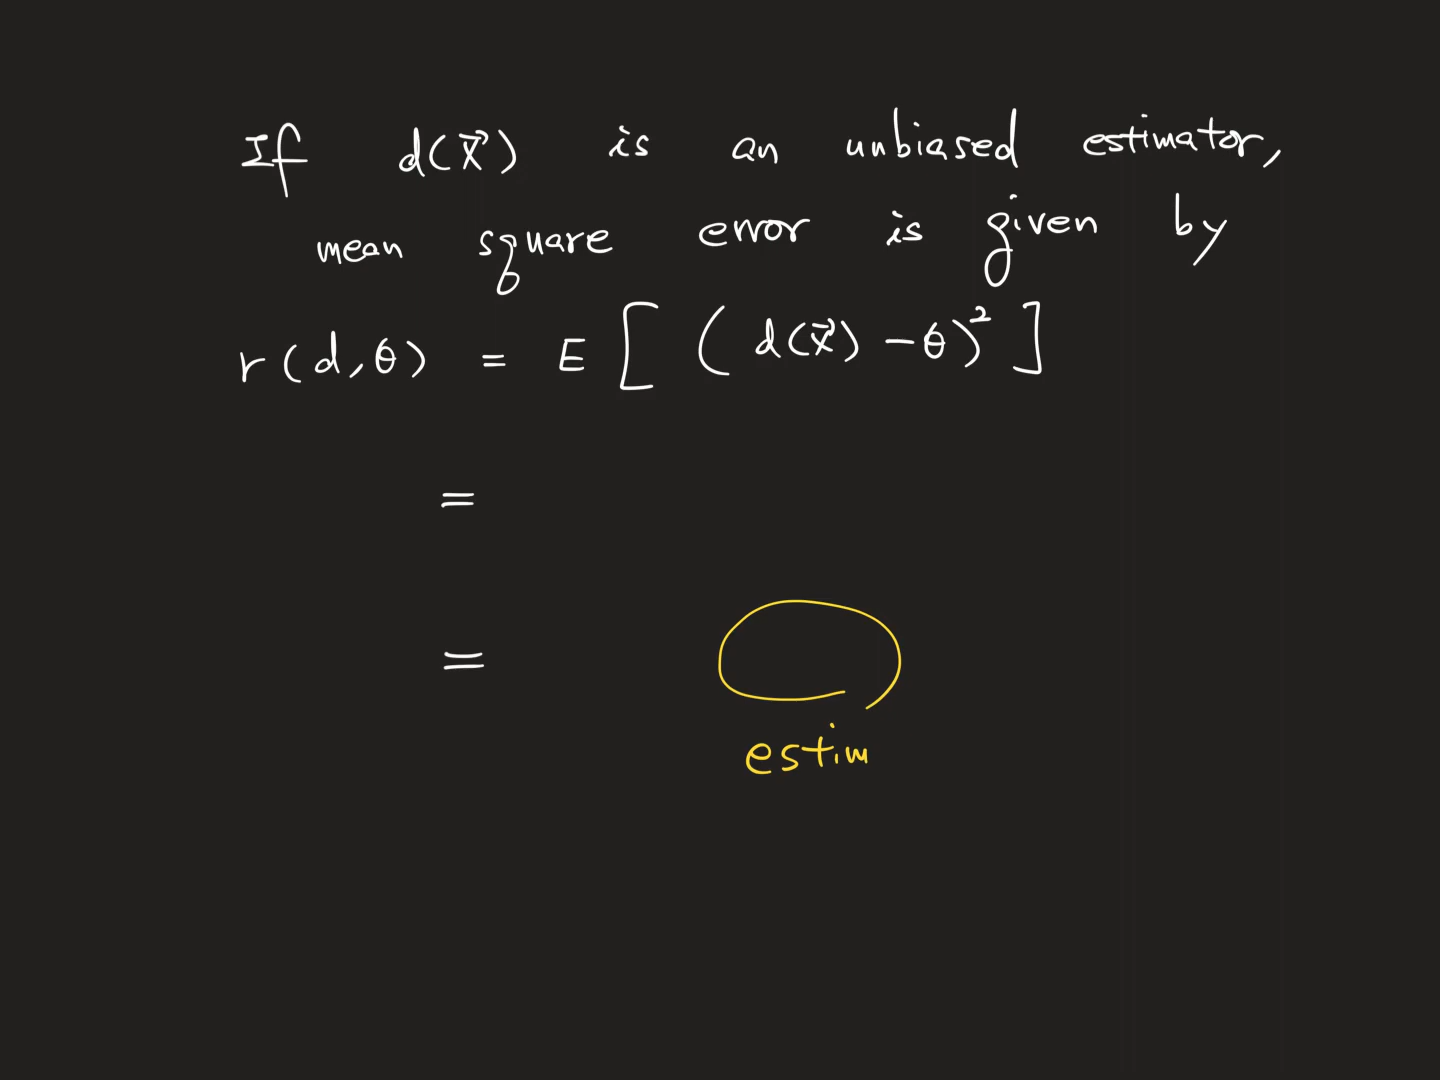 If d(x⃗) is an unbiased estimator,
mean square error is given by
r(d,θ) = E[(d(x⃗) - θ)²]
=
=
estim